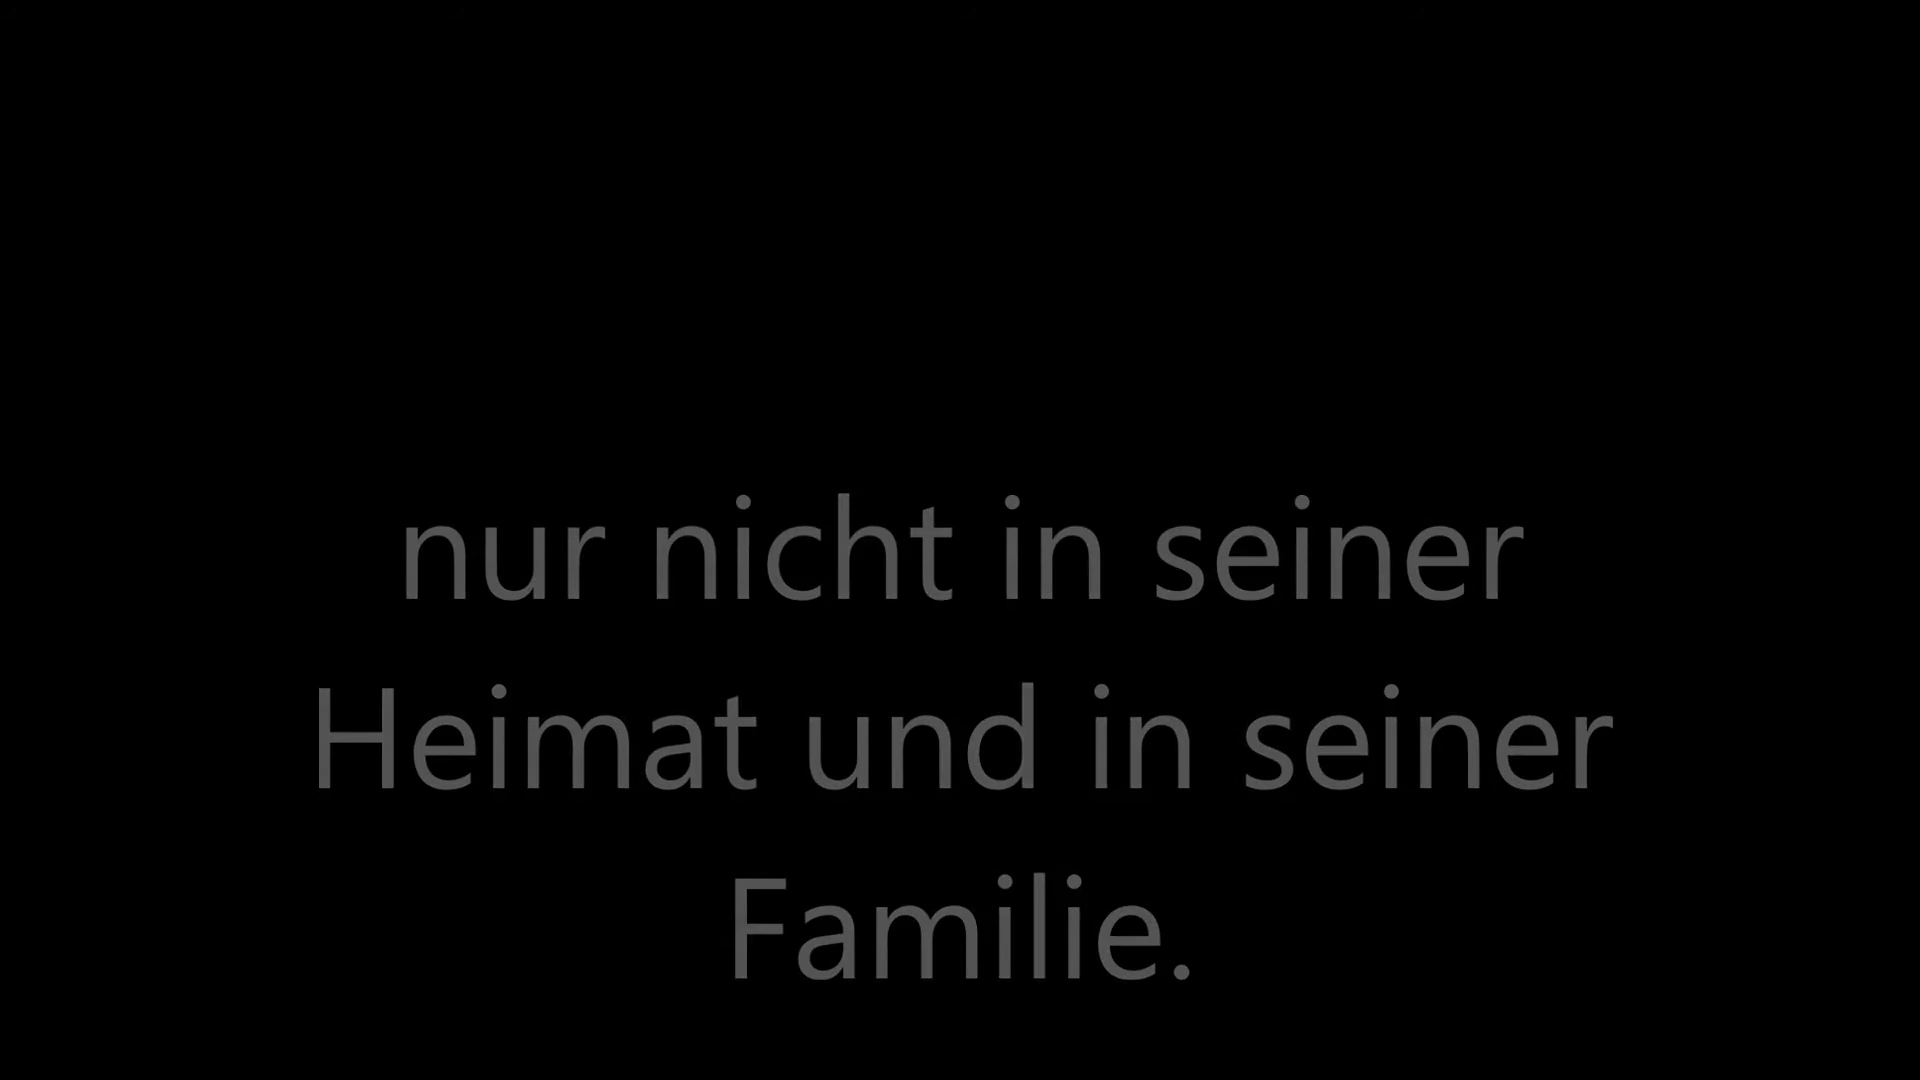 nur nicht in seiner
Heimat und in seiner
Familie.